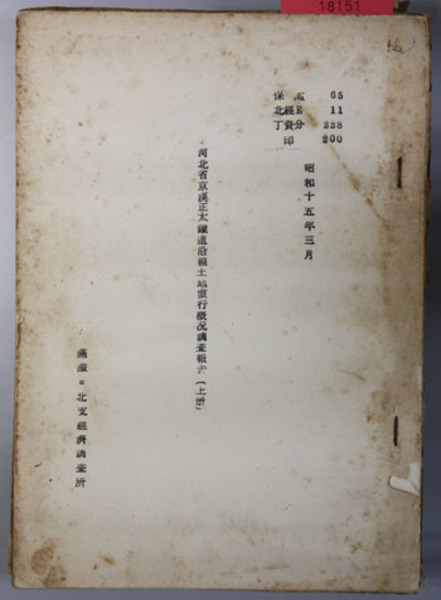 18151
保 65
北經 11
丁資分 228
印 200
昭和十五年三月
河北省京漢正太鐵道沿線土地慣行概況調査報告（上册）
滿鐵・北支經濟調查所